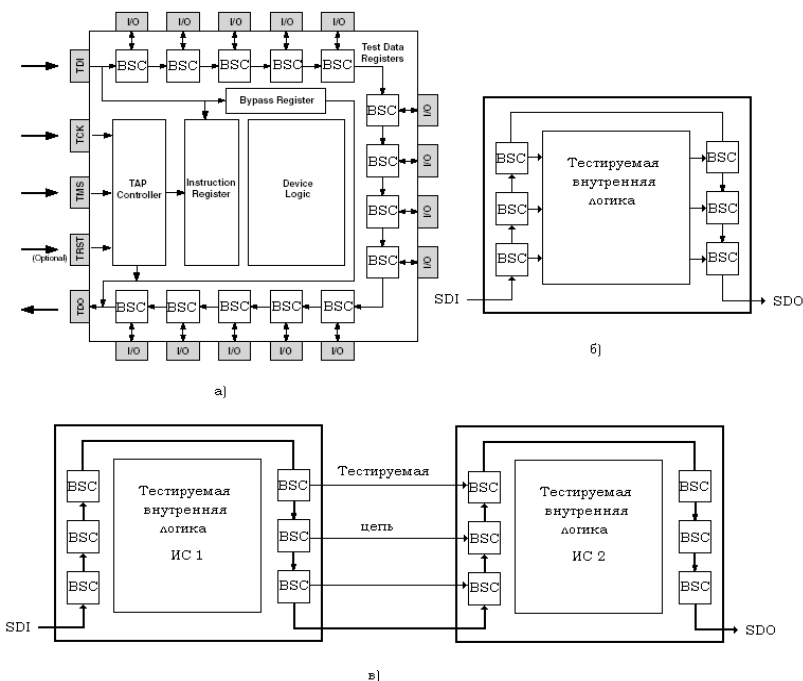 I/O I/O I/O I/O I/O
TDI
BSC BSC BSC BSC BSC
Test Data
Registers
Bypass Register
BSC I/O
TCK
TAP
Controller
Instruction
Register
Device
Logic
BSC I/O
TMS
BSC I/O
TRST
(Optional)
BSC I/O
TDO
BSC BSC BSC BSC BSC
I/O I/O I/O I/O I/O
а)
BSC
BSC
BSC
Тестируемая
внутренняя
логика
BSC
BSC
BSC
SDI
SDO
б)
BSC
BSC
BSC
Тестируемая
внутренняя
логика
ИС 1
BSC
BSC
BSC
SDI
Тестируемая
цепь
BSC
BSC
BSC
Тестируемая
внутренняя
логика
ИС 2
BSC
BSC
BSC
SDO
в)